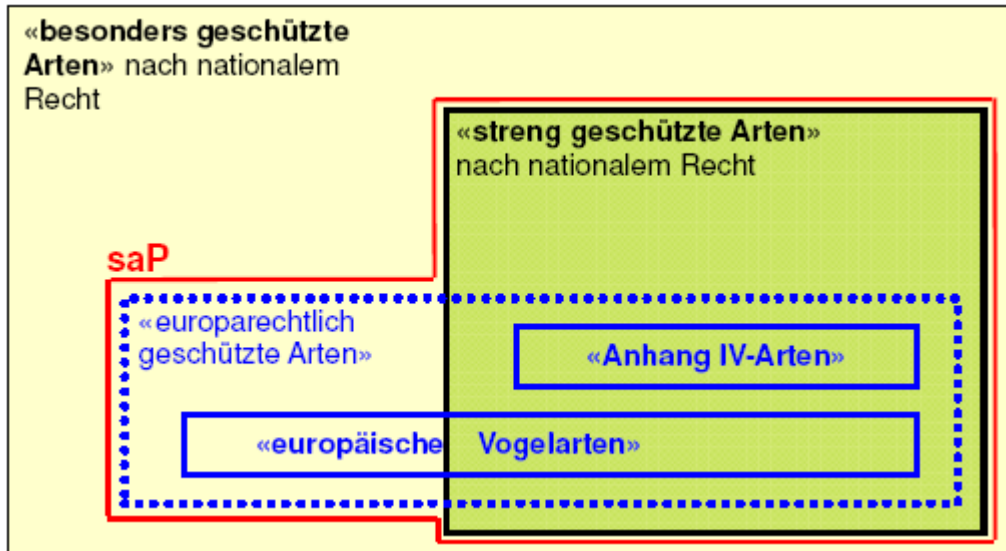 «besonders geschützte
Arten» nach nationalem
Recht
«streng geschützte Arten»
nach nationalem Recht
saP
«europarechtlich
geschützte Arten»
«Anhang IV-Arten»
«europäische Vogelarten»